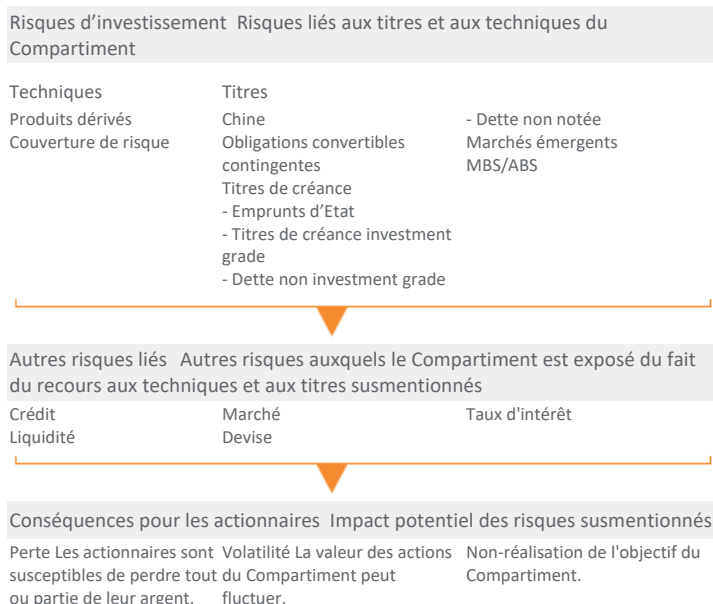 Risques d’investissement Risques liés aux titres et aux techniques du
Compartiment
Techniques
Produits dérivés
Couverture de risque
Titres
Chine
Obligations convertibles
contingentes
Titres de créance
- Emprunts d’Etat
- Titres de créance investment
grade
- Dette non investment grade
- Dette non notée
Marchés émergents
MBS/ABS
Autres risques liés Autres risques auxquels le Compartiment est exposé du fait
du recours aux techniques et aux titres susmentionnés
Crédit
Liquidité
Marché
Devise
Taux d'intérêt
Conséquences pour les actionnaires Impact potentiel des risques susmentionnés
Perte Les actionnaires sont
susceptibles de perdre tout
ou partie de leur argent.
Volatilité La valeur des actions
du Compartiment peut
fluctuer.
Non-réalisation de l'objectif du
Compartiment.